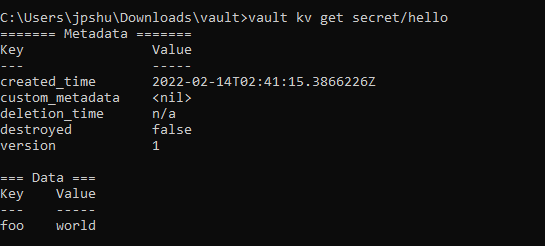 C:\Users\jpshu\Downloads\vault>vault kv get secret/hello
======= Metadata =======
Key                Value
---                -----
created_time       2022-02-14T02:41:15.3866226Z
custom_metadata    <nil>
deletion_time      n/a
destroyed          false
version            1

=== Data ===
Key    Value
---    -----
foo    world